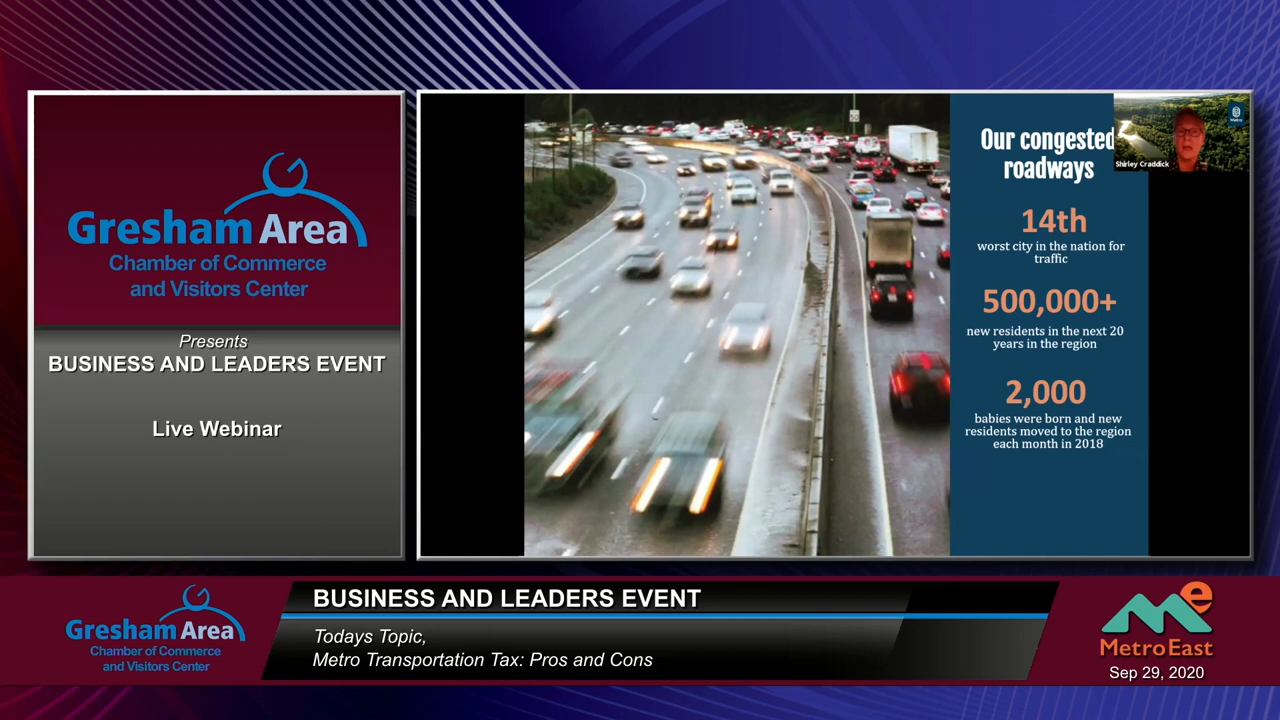 Gresham Area
Chamber of Commerce
and Visitors Center
Presents
BUSINESS AND LEADERS EVENT
Live Webinar
Our congested
roadways
14th
worst city in the nation for
traffic
500,000+
new residents in the next 20
years in the region
2,000
babies were born and new
residents moved to the region
each month in 2018
Metro
Shirley Craddick
Gresham Area
Chamber of Commerce
and Visitors Center
BUSINESS AND LEADERS EVENT
Todays Topic,
Metro Transportation Tax: Pros and Cons
Me
MetroEast
Sep 29, 2020